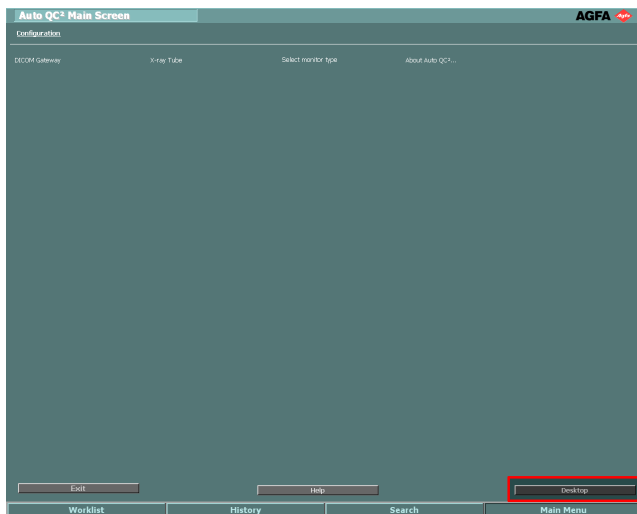 Auto QC² Main Screen
AGFA
Agfa
Configuration
DICOM Gateway
X-ray Tube
Select monitor type
About Auto QC²...
Exit
Help
Desktop
Worklist
History
Search
Main Menu